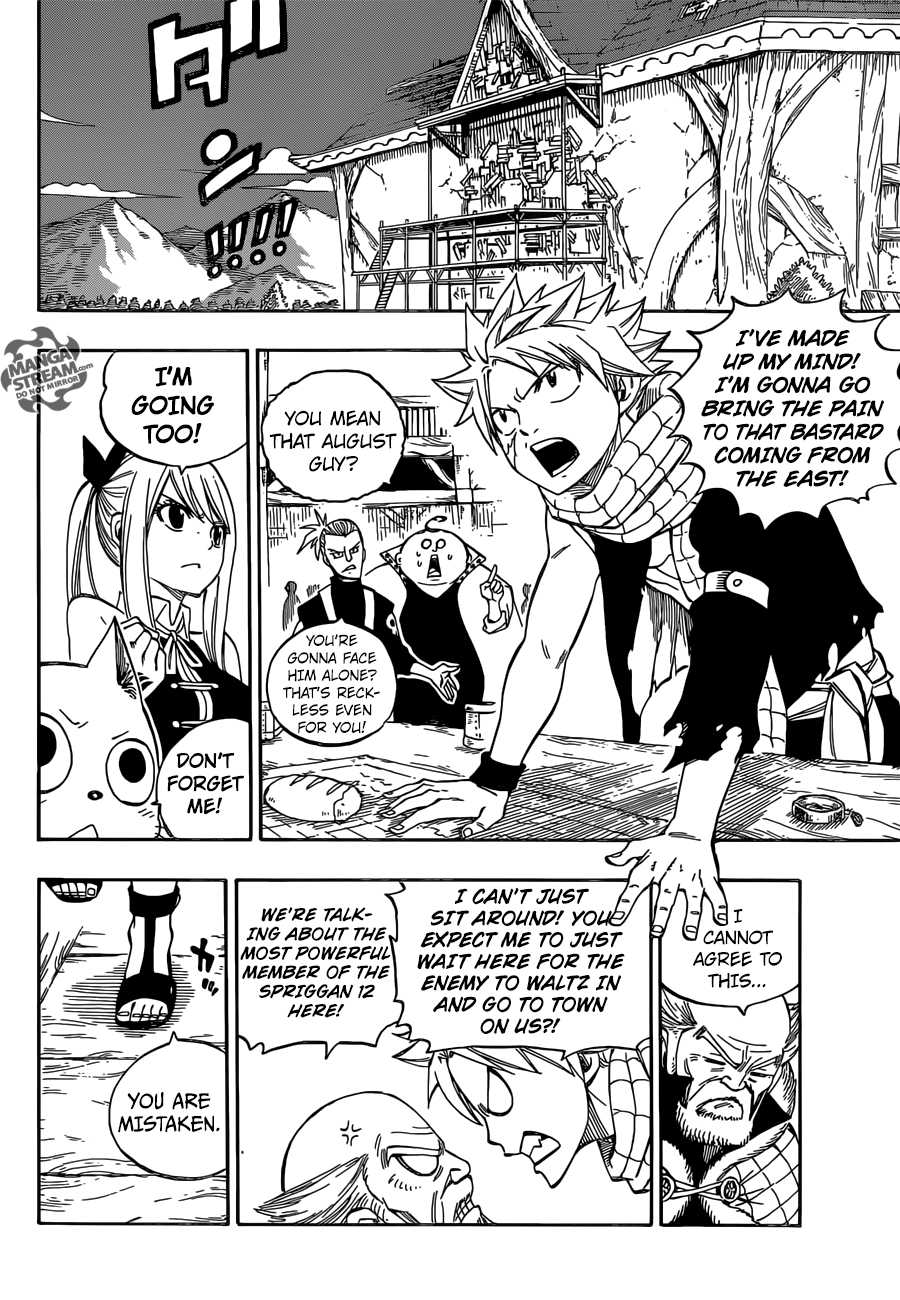 ダンッ
!!!!
I'VE MADE
UP MY MIND!
I'M GONNA GO
BRING THE PAIN
TO THAT BASTARD
COMING FROM
THE EAST!
YOU MEAN
THAT AUGUST
GUY?
YOU'RE
GONNA FACE
HIM ALONE?
THAT'S RECK-
LESS EVEN
FOR YOU!
I'M
GOING
TOO!
DON'T
FORGET
ME!
MANGA
STREAM.com
DO NOT MIRROR
I
CANNOT
AGREE TO
THIS...
I CAN'T JUST
SIT AROUND! YOU
EXPECT ME TO JUST
WAIT HERE FOR THE
ENEMY TO WALTZ IN
AND GO TO TOWN
ON US?!
WE'RE TALK-
ING ABOUT THE
MOST POWERFUL
MEMBER OF THE
SPRIGGAN 12
HERE!
YOU ARE
MISTAKEN.